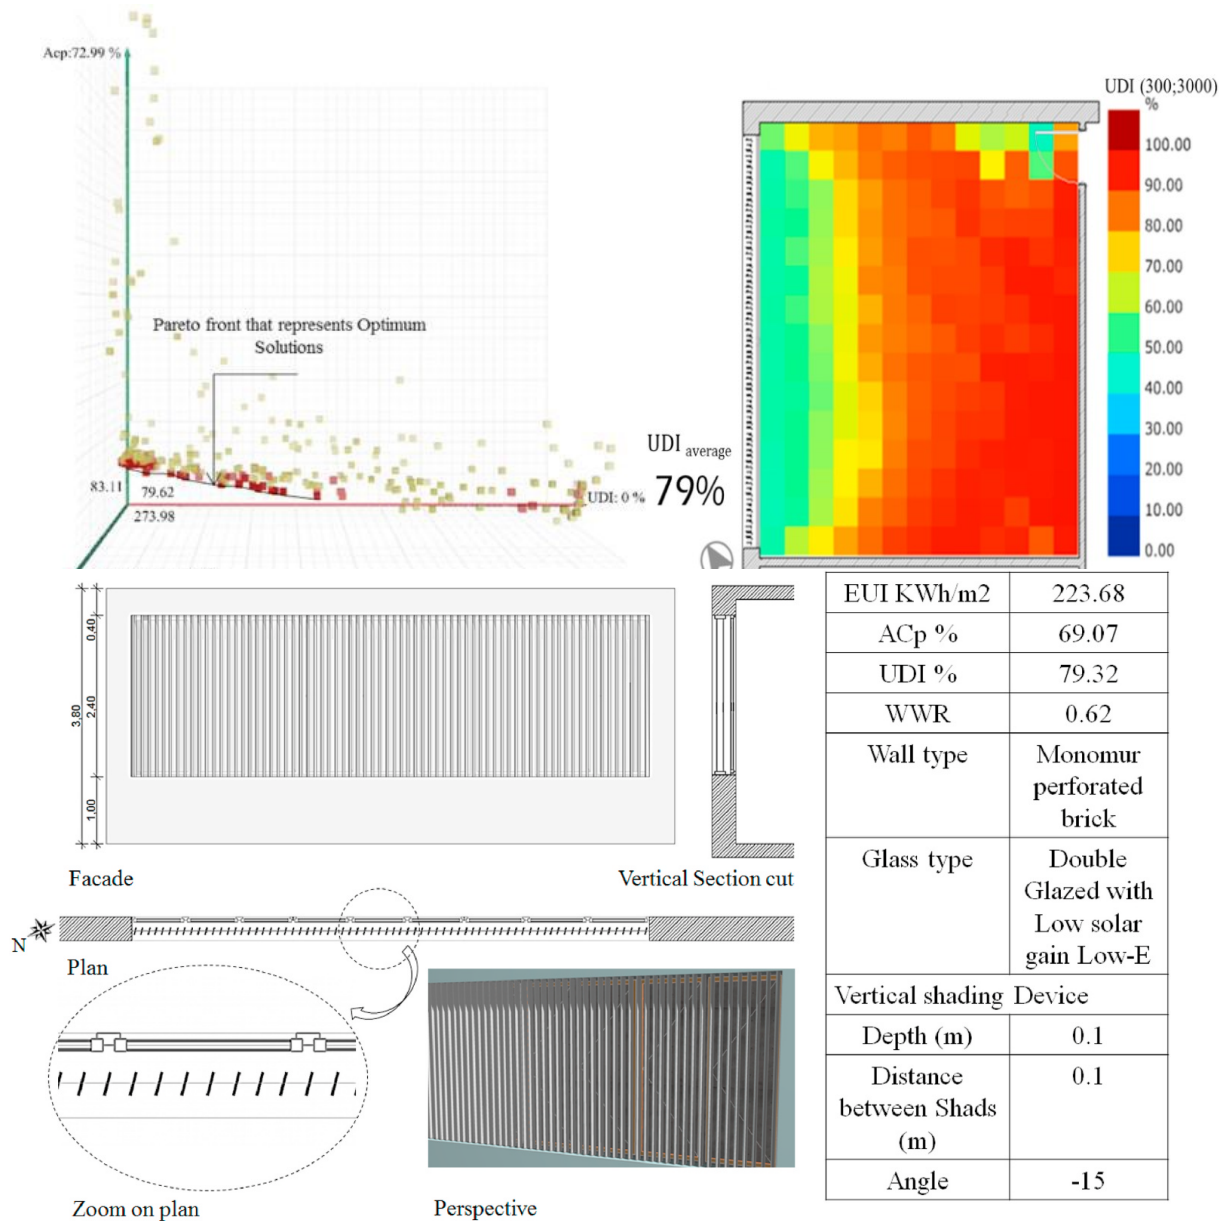 Acp:72.99 %
Pareto front that represents Optimum
Solutions
83.11
79.62
273.98
UDI: 0 %
UDI average
79%
UDI (300;3000)
%
100.00
90.00
80.00
70.00
60.00
50.00
40.00
30.00
20.00
10.00
0.00
0.40
2.40
3.80
1.00
Facade
Vertical Section cut
N
Plan
Zoom on plan
Perspective
EUI KWh/m2 223.68
ACp % 69.07
UDI % 79.32
WWR 0.62
Wall type Monomur
perforated
brick
Glass type Double
Glazed with
Low solar
gain Low-E
Vertical shading Device
Depth (m) 0.1
Distance 0.1
between Shads
(m)
Angle -15